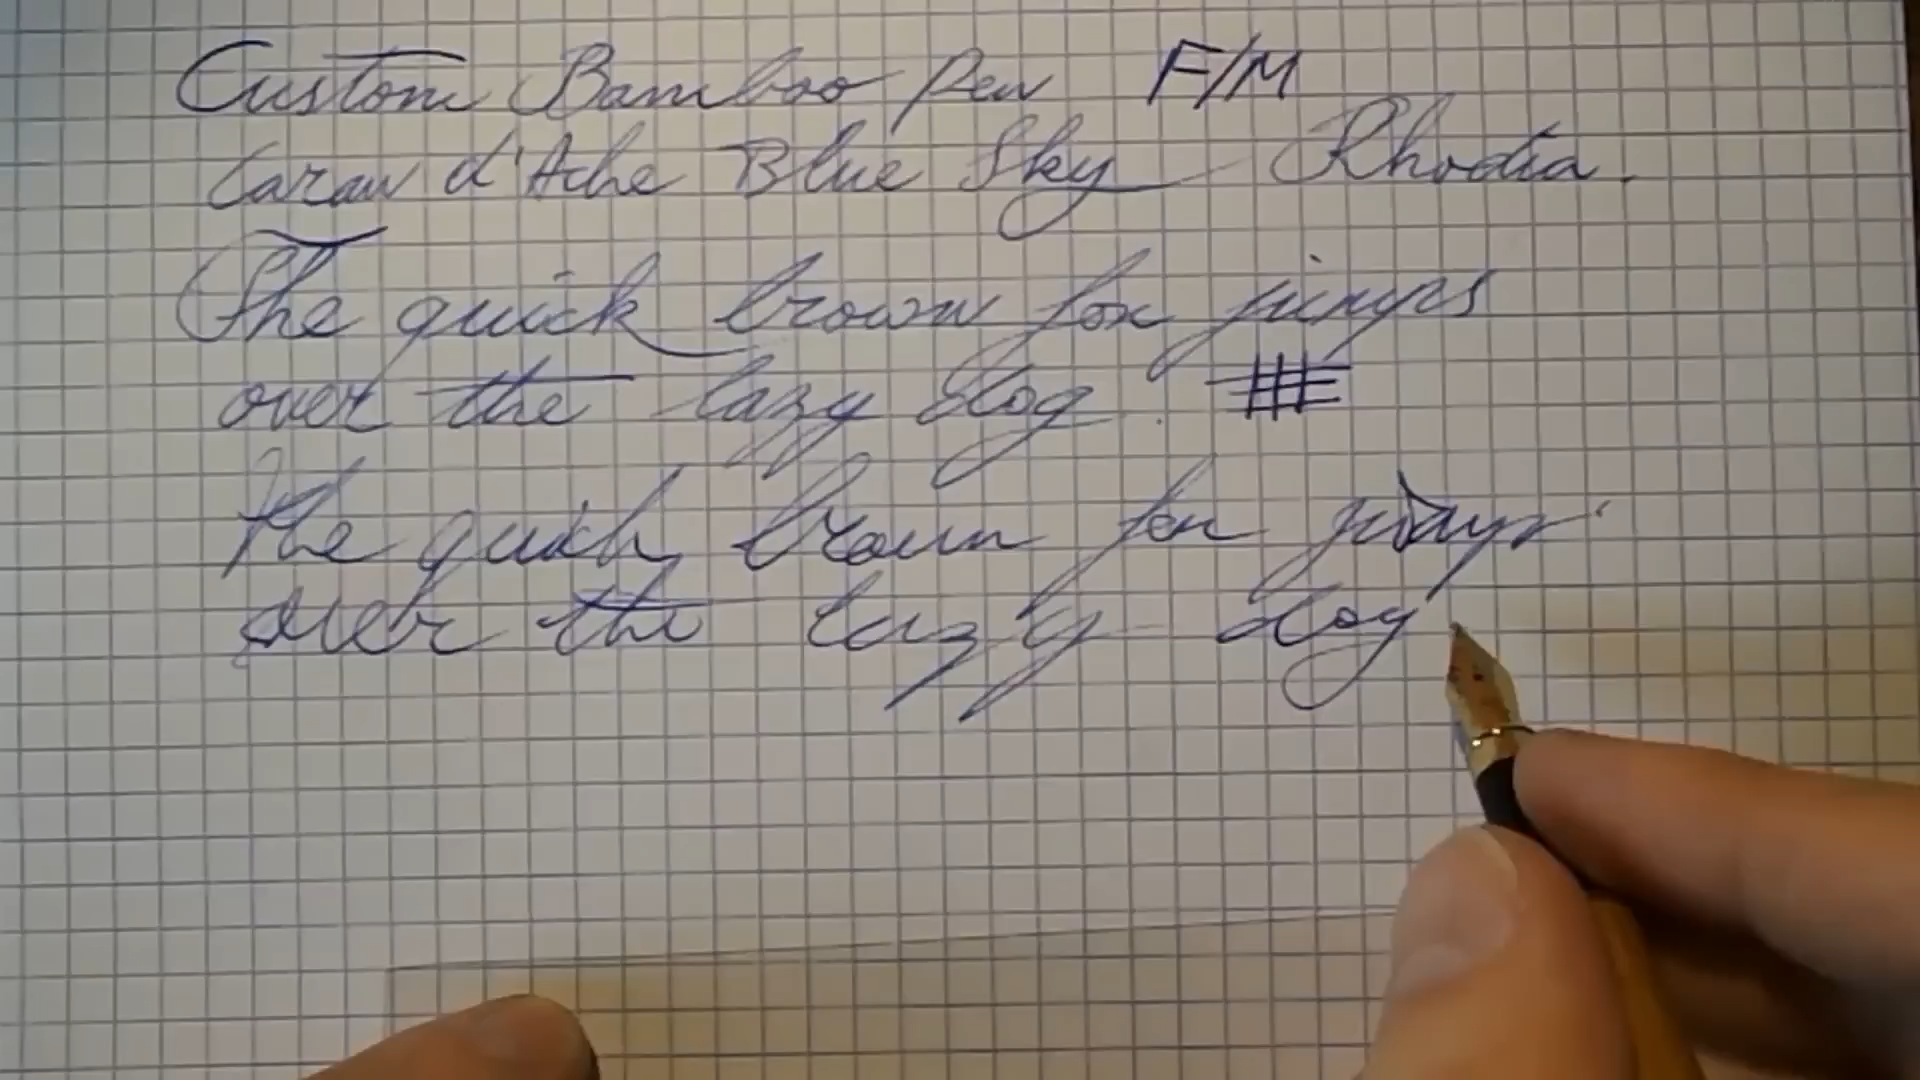 Custom Bamboo Pen F/M
Caran d'Ache Blue Sky Rhodia.
The quick brown fox jumps
over the lazy dog. #
The quick brown fox jumps
over the lazy dog